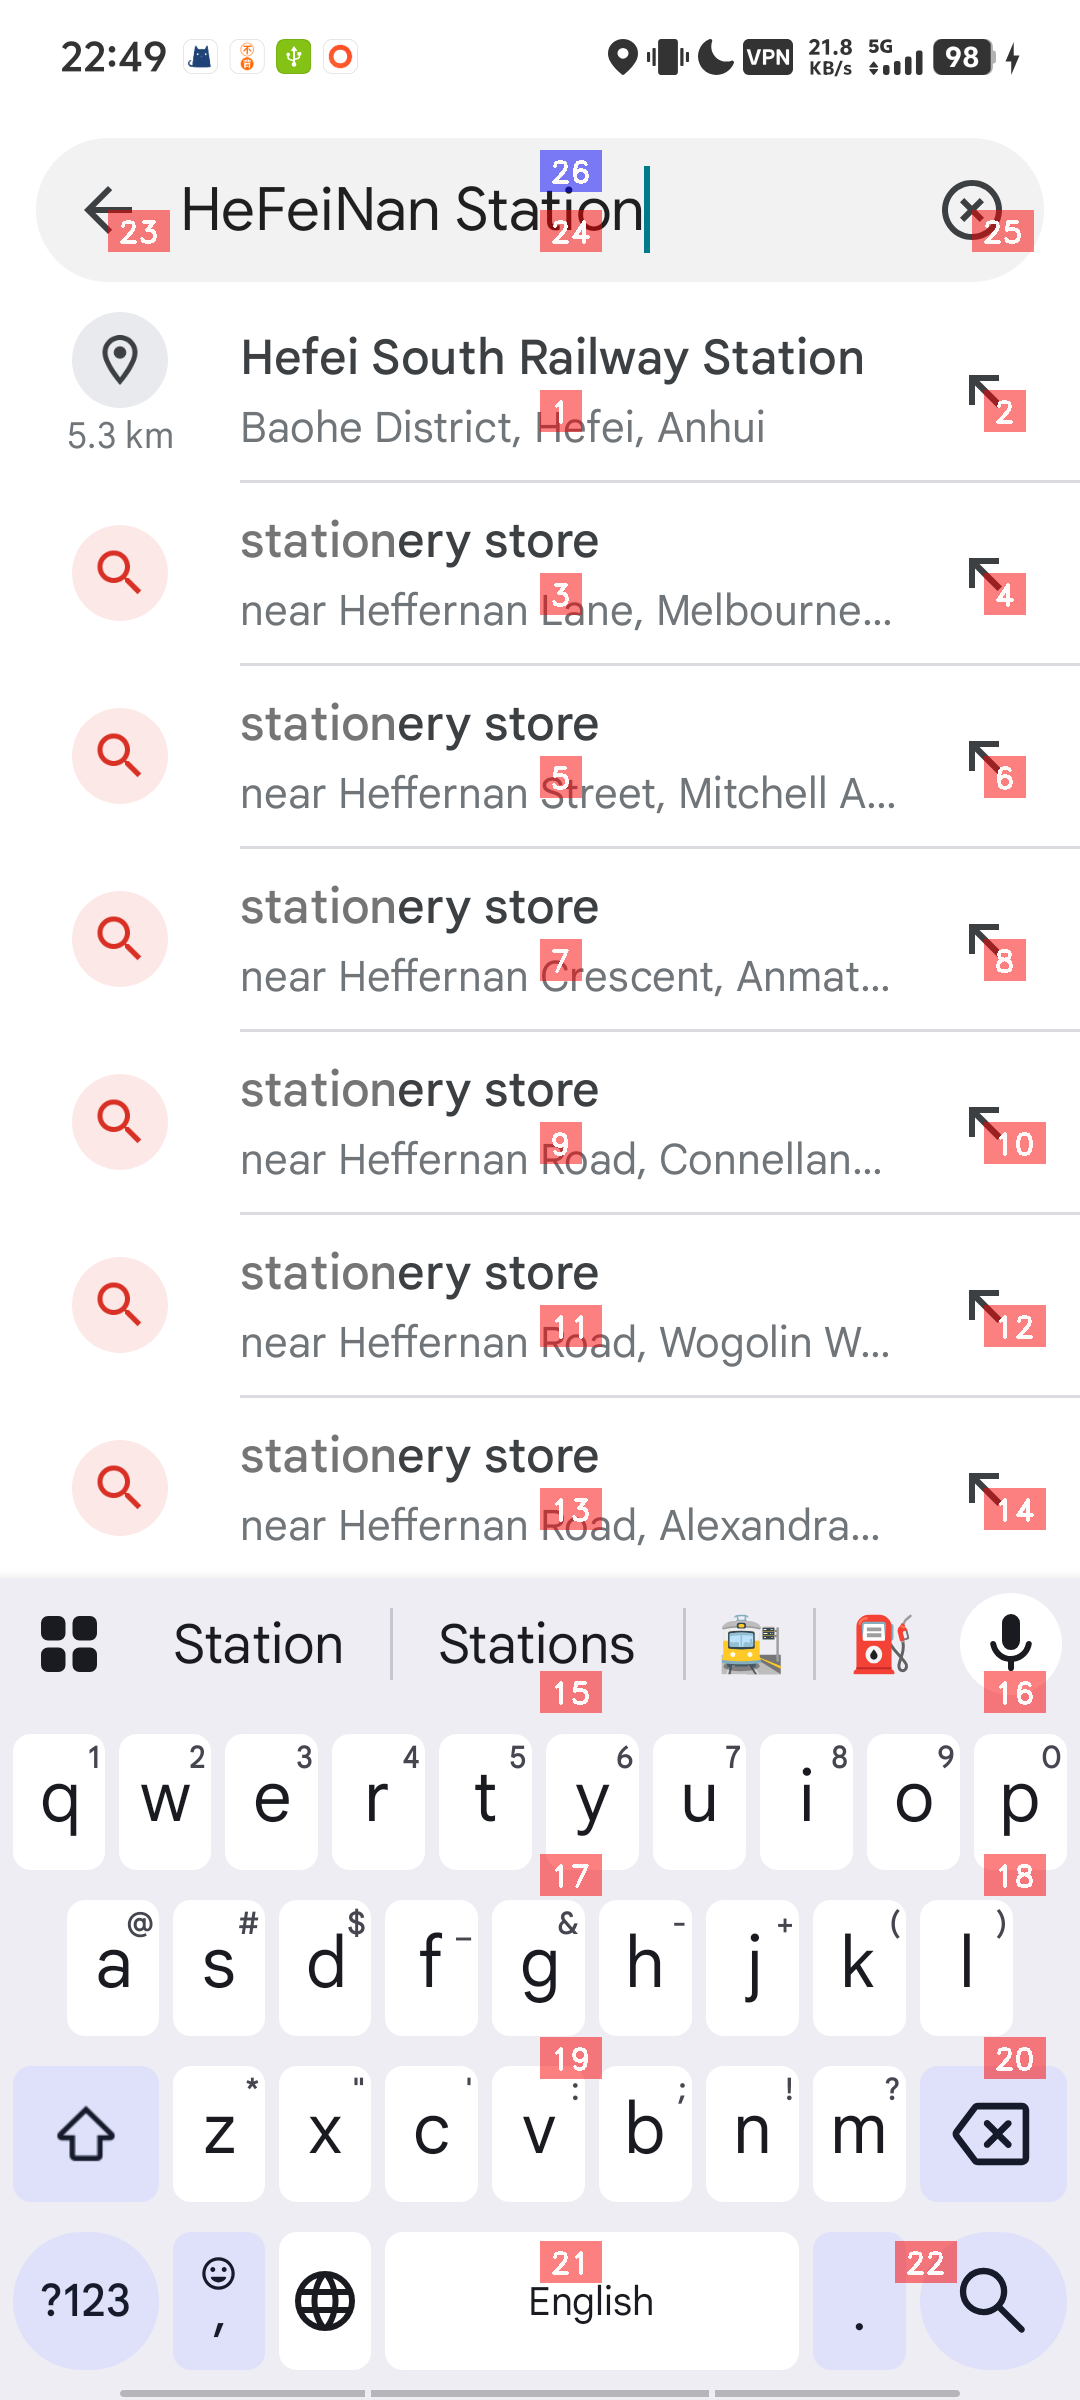 22:49
VPN
21.8 KB/s
5G
98
HeFeiNan Station
26
23
24
25
Hefei South Railway Station
Baohe District, Hefei, Anhui
5.3 km
1
2
stationery store
near Heffernan Lane, Melbourne...
3
4
stationery store
near Heffernan Street, Mitchell A...
5
6
stationery store
near Heffernan Crescent, Anmat...
7
8
stationery store
near Heffernan Road, Connellan...
9
10
stationery store
near Heffernan Road, Wogolin W...
11
12
stationery store
near Heffernan Road, Alexandra...
13
14
Station
Stations
15
16
1 2 3 4 5 6 7 8 9 0
q w e r t y u i o p
17
18
@ # $ _ & - + ( )
a s d f g h j k l
19
20
* " ' : ; ! ?
z x c v b n m
?123
,
21
English
.
22